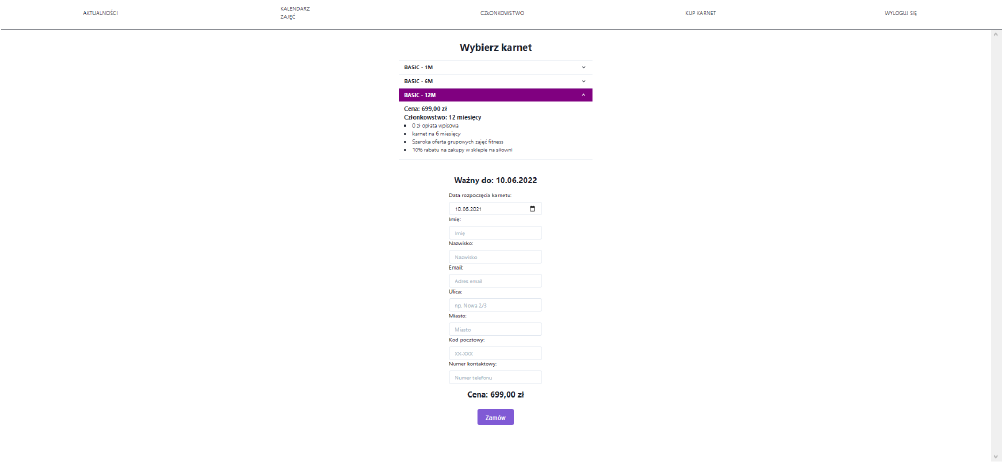 AKTUALNOŚCI
KALENDARZ
ZAJĘĆ
CZŁONKOWSTWO
KUP KARNET
WYLOGUJ SIĘ
Wybierz karnet
BASIC - 1M
BASIC - 6M
BASIC - 12M
Cena: 699,00 zł
Członkowstwo: 12 miesięcy
0 zł opłata wpisowa
karnet na 6 miesięcy
Szeroka oferta grupowych zajęć fitness
10% rabatu na zakupy w sklepie na siłowni
Ważny do: 10.06.2022
Data rozpoczęcia karnetu:
10.06.2021
Imię:
Imię
Nazwisko:
Nazwisko
Email:
Adres email
Ulica:
np. Nowa 2/3
Miasto:
Miasto
Kod pocztowy:
XX-XXX
Numer kontaktowy:
Numer telefonu
Cena: 699,00 zł
Zamów